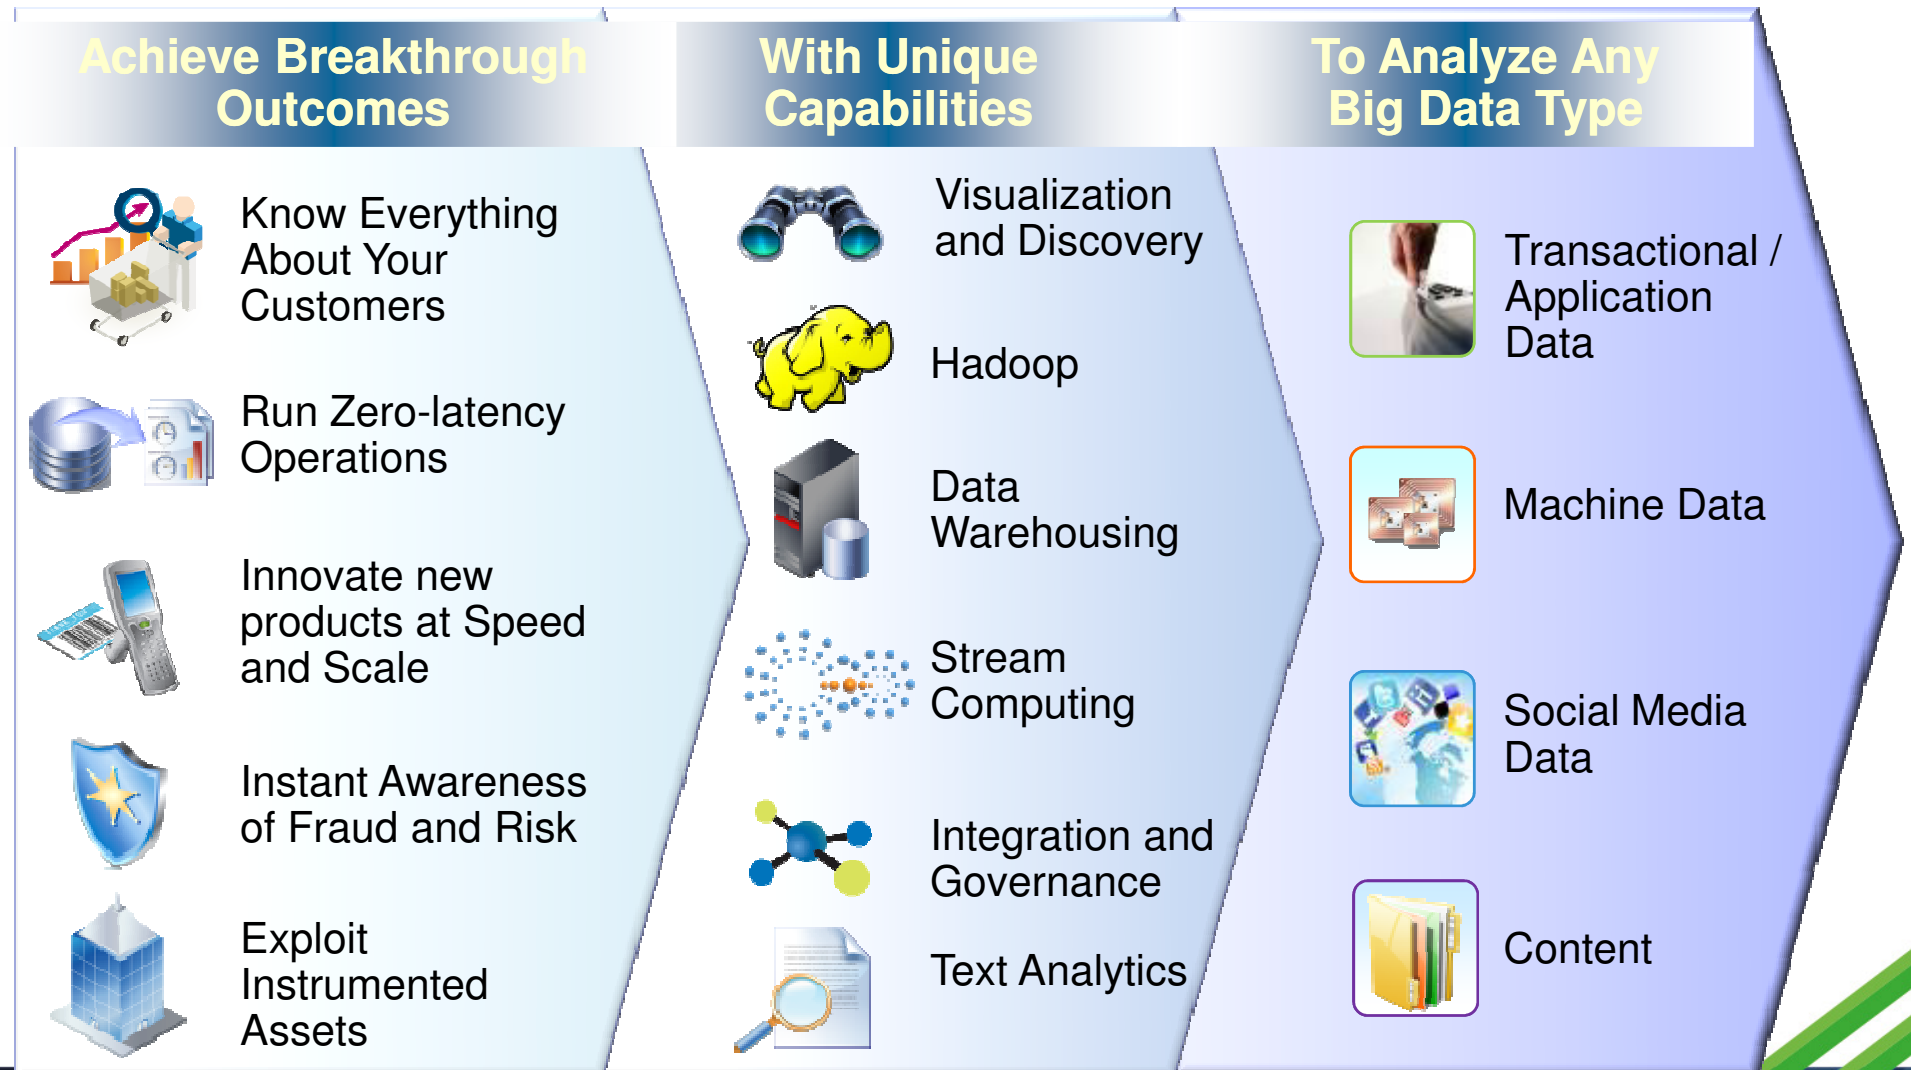 Achieve Breakthrough
Outcomes
Know Everything
About Your
Customers
Run Zero-latency
Operations
Innovate new
products at Speed
and Scale
Instant Awareness
of Fraud and Risk
Exploit
Instrumented
Assets
With Unique
Capabilities
Visualization
and Discovery
Hadoop
Data
Warehousing
Stream
Computing
Integration and
Governance
Text Analytics
To Analyze Any
Big Data Type
Transactional /
Application
Data
Machine Data
Social Media
Data
Content